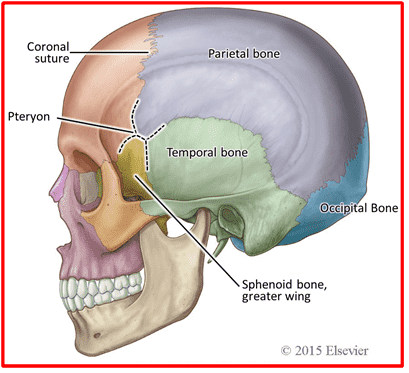 Coronal
suture
Parietal bone
Pteryon
Temporal bone
Occipital Bone
Sphenoid bone,
greater wing
© 2015 Elsevier